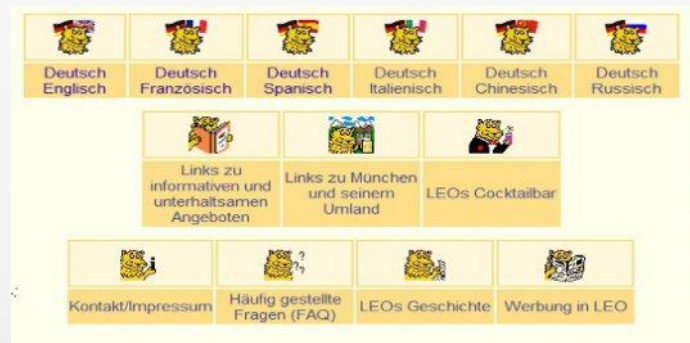 Deutsch Englisch
Deutsch Französisch
Deutsch Spanisch
Deutsch Italienisch
Deutsch Chinesisch
Deutsch Russisch
Links zu
informativen und
unterhaltsamen
Angeboten
Links zu München
und seinem
Umland
LEOs Cocktailbar
Kontakt/Impressum
Häufig gestellte
Fragen (FAQ)
LEOs Geschichte
Werbung in LEO